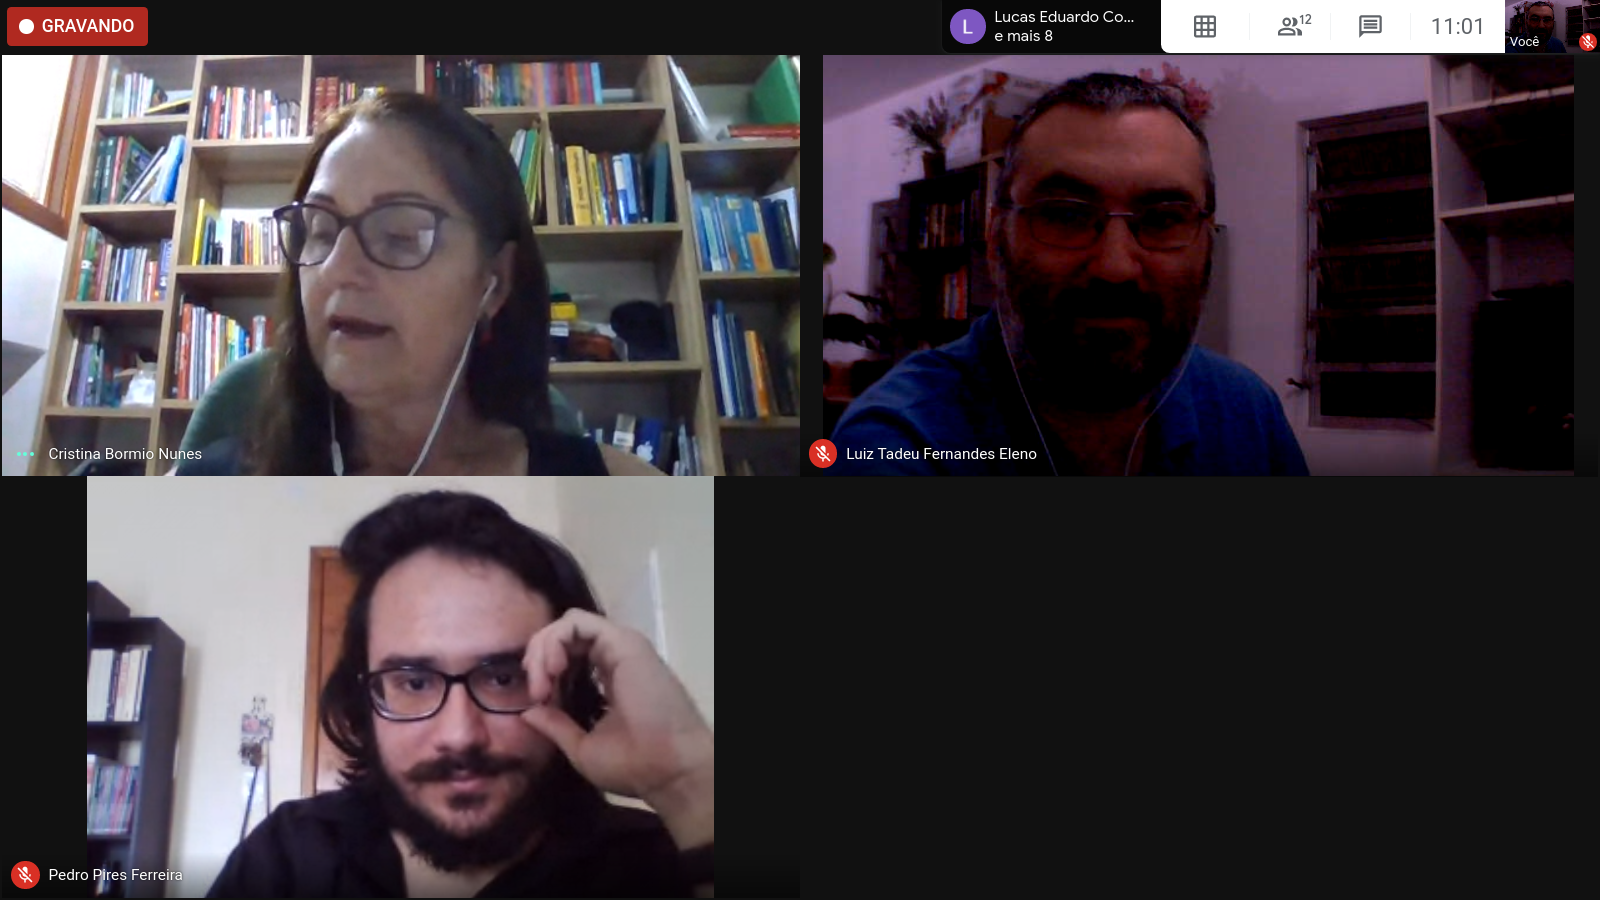 GRAVANDO
L
Lucas Eduardo Co...
e mais 8
12
11:01
Você
Cristina Bormio Nunes
Luiz Tadeu Fernandes Eleno
Pedro Pires Ferreira